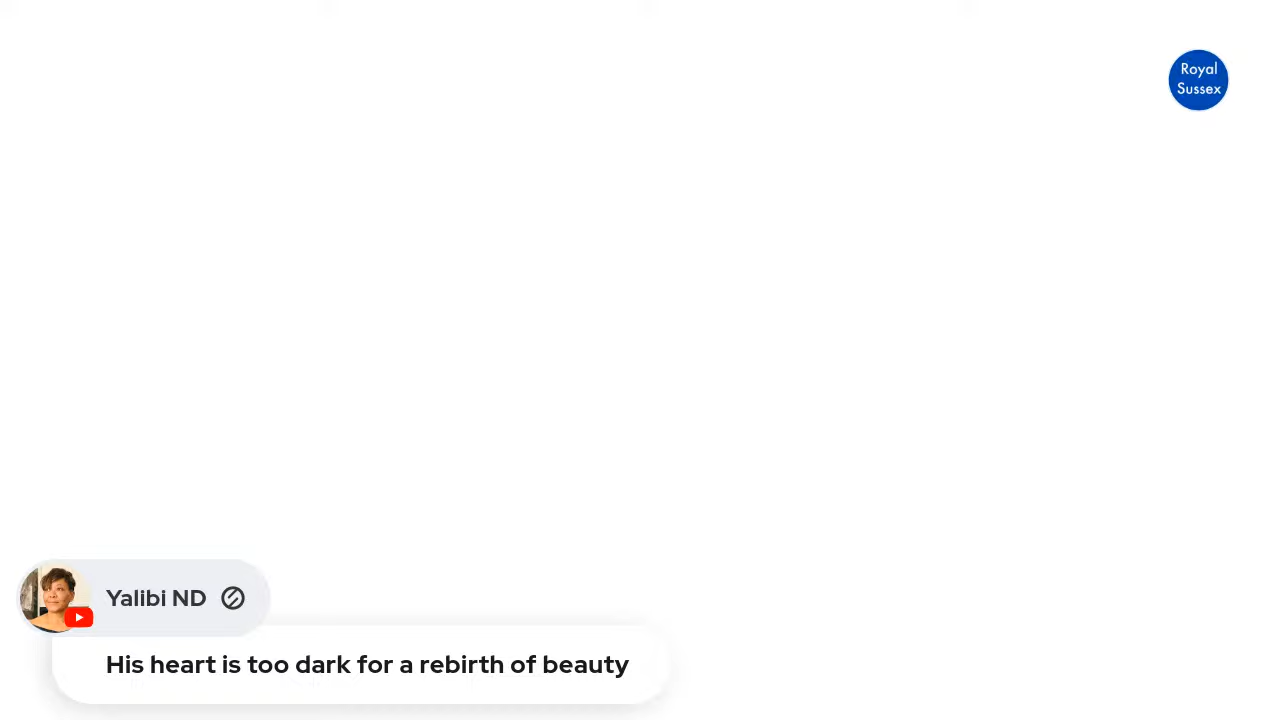 Royal
Sussex
Yalibi ND
His heart is too dark for a rebirth of beauty